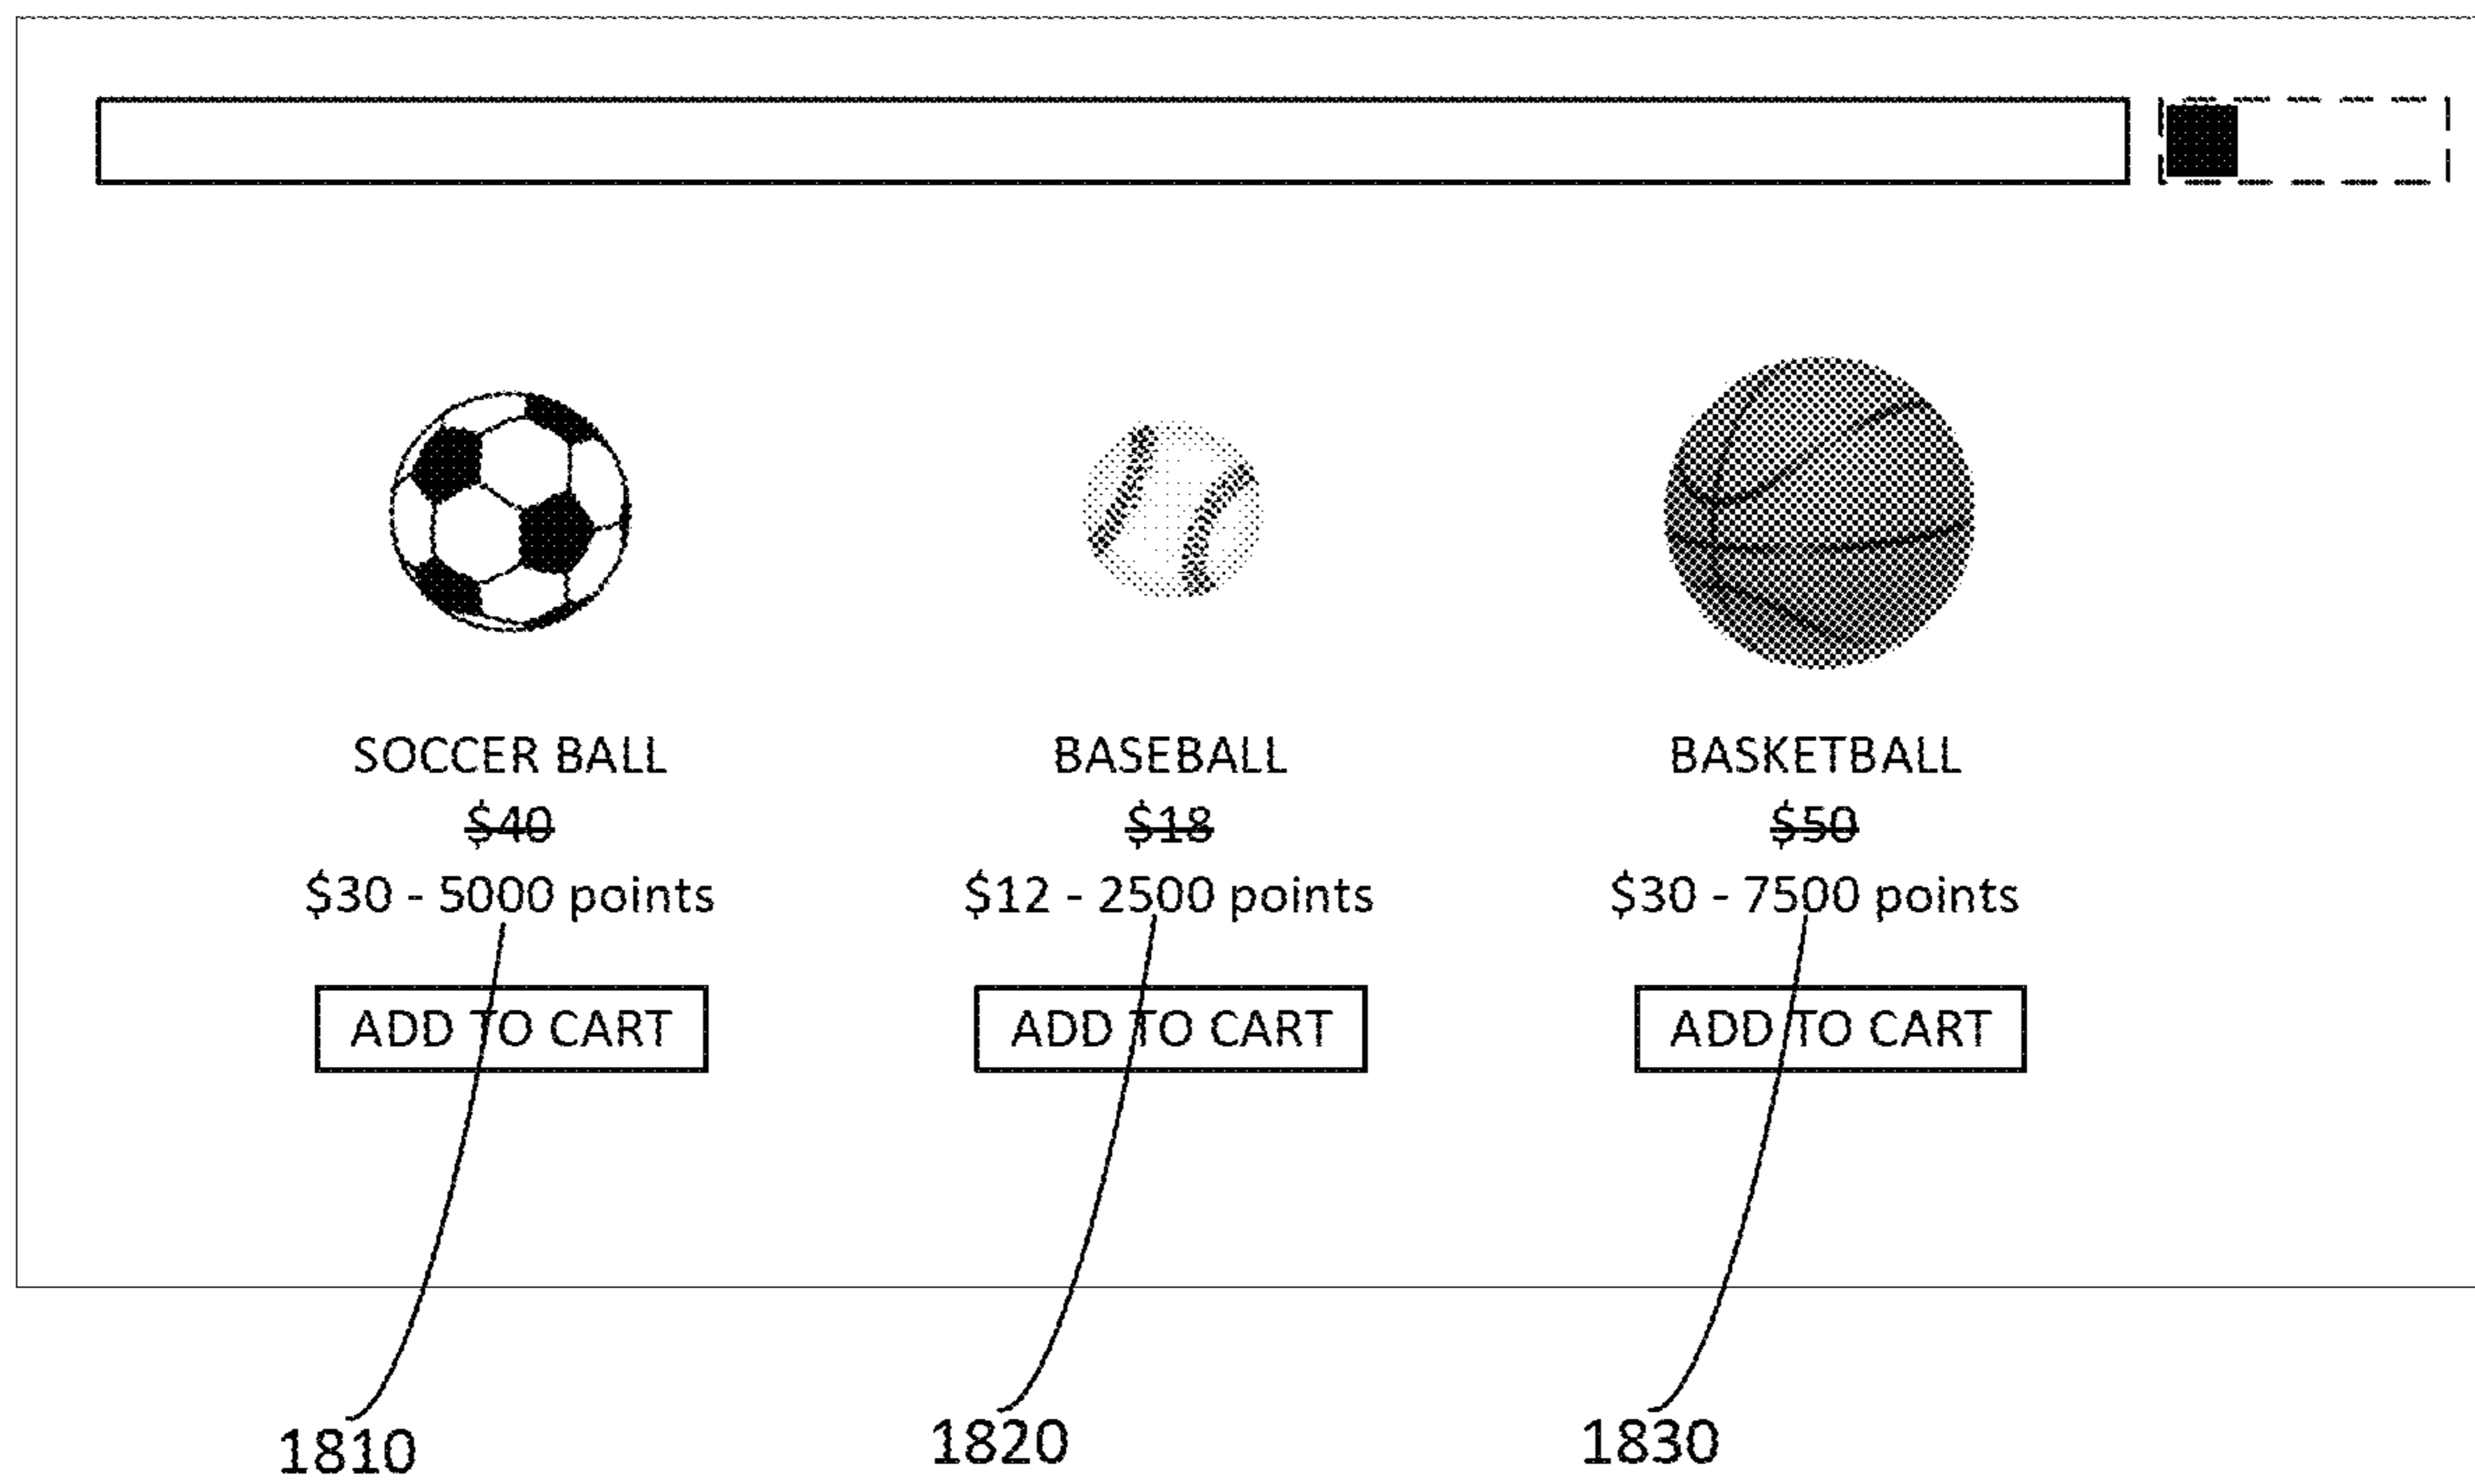 SOCCER BALL
$40
$30 - 5000 points
ADD TO CART
BASEBALL
$18
$12 - 2500 points
ADD TO CART
BASKETBALL
$50
$30 - 7500 points
ADD TO CART
1810
1820
1830